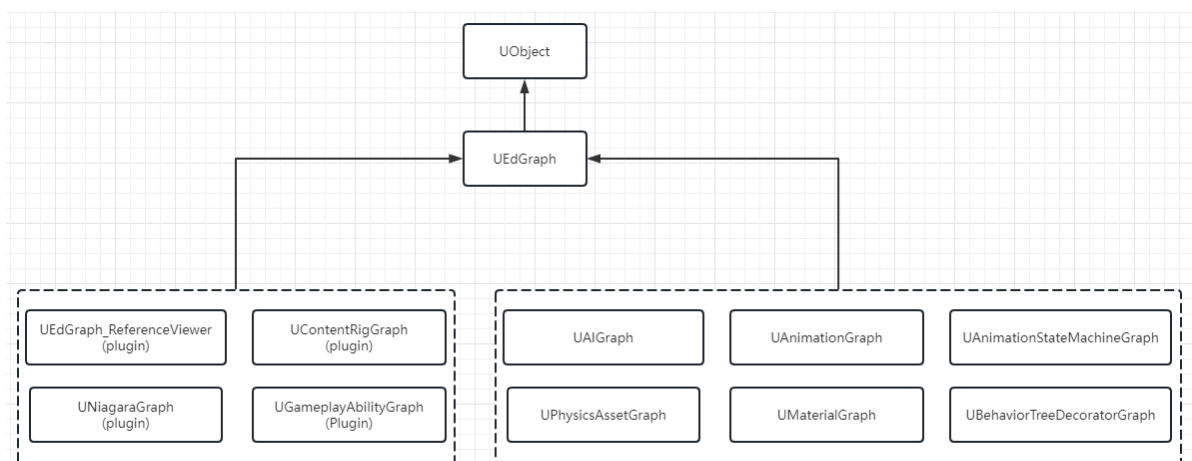 UObject
UEdGraph
UEdGraph_ReferenceViewer
(plugin)
UContentRigGraph
(plugin)
UAIGraph
UAnimationGraph
UAnimationStateMachineGraph
UNiagaraGraph
(plugin)
UGameplayAbilityGraph
(Plugin)
UPhysicsAssetGraph
UMaterialGraph
UBehaviorTreeDecoratorGraph